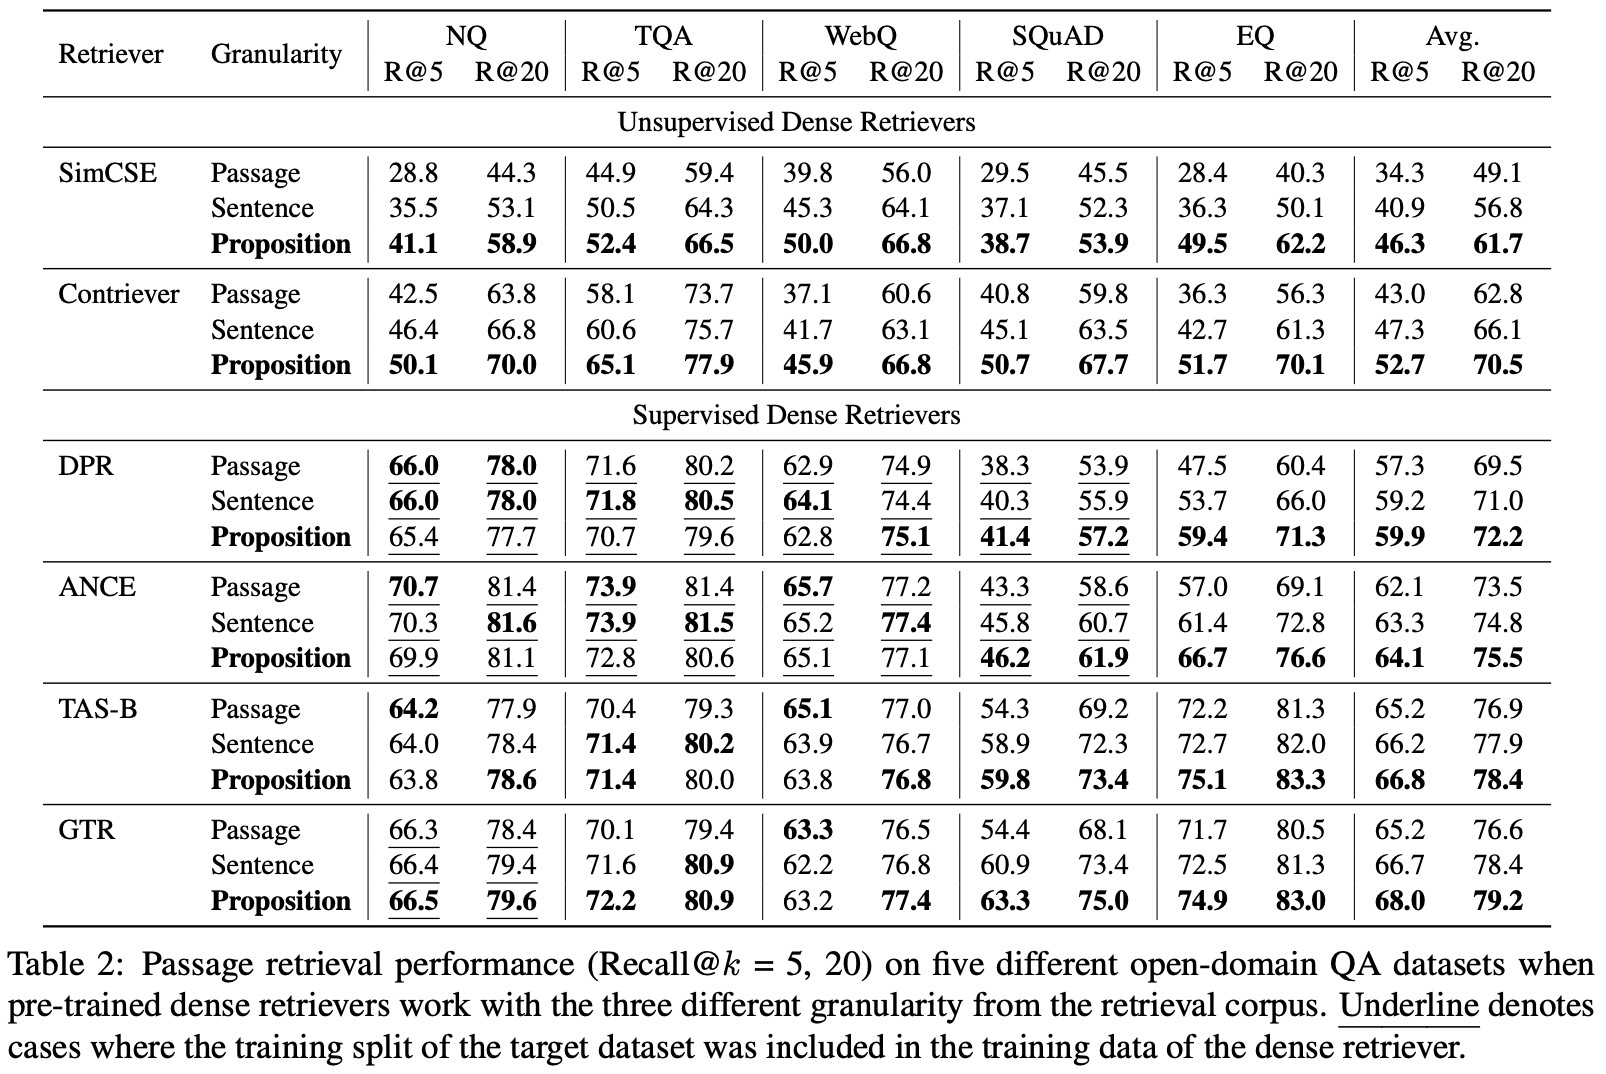 Retriever Granularity NQ TQA WebQ SQuAD EQ Avg.
R@5 R@20 R@5 R@20 R@5 R@20 R@5 R@20 R@5 R@20 R@5 R@20
Unsupervised Dense Retrievers
SimCSE Passage 28.8 44.3 44.9 59.4 39.8 56.0 29.5 45.5 28.4 40.3 34.3 49.1
Sentence 35.5 53.1 50.5 64.3 45.3 64.1 37.1 52.3 36.3 50.1 40.9 56.8
Proposition 41.1 58.9 52.4 66.5 50.0 66.8 38.7 53.9 49.5 62.2 46.3 61.7
Contriever Passage 42.5 63.8 58.1 73.7 37.1 60.6 40.8 59.8 36.3 56.3 43.0 62.8
Sentence 46.4 66.8 60.6 75.7 41.7 63.1 45.1 63.5 42.7 61.3 47.3 66.1
Proposition 50.1 70.0 65.1 77.9 45.9 66.8 50.7 67.7 51.7 70.1 52.7 70.5
Supervised Dense Retrievers
DPR Passage 66.0 78.0 71.6 80.2 62.9 74.9 38.3 53.9 47.5 60.4 57.3 69.5
Sentence 66.0 78.0 71.8 80.5 64.1 74.4 40.3 55.9 53.7 66.0 59.2 71.0
Proposition 65.4 77.7 70.7 79.6 62.8 75.1 41.4 57.2 59.4 71.3 59.9 72.2
ANCE Passage 70.7 81.4 73.9 81.4 65.7 77.2 43.3 58.6 57.0 69.1 62.1 73.5
Sentence 70.3 81.6 73.9 81.5 65.2 77.4 45.8 60.7 61.4 72.8 63.3 74.8
Proposition 69.9 81.1 72.8 80.6 65.1 77.1 46.2 61.9 66.7 76.6 64.1 75.5
TAS-B Passage 64.2 77.9 70.4 79.3 65.1 77.0 54.3 69.2 72.2 81.3 65.2 76.9
Sentence 64.0 78.4 71.4 80.2 63.9 76.7 58.9 72.3 72.7 82.0 66.2 77.9
Proposition 63.8 78.6 71.4 80.0 63.8 76.8 59.8 73.4 75.1 83.3 66.8 78.4
GTR Passage 66.3 78.4 70.1 79.4 63.3 76.5 54.4 68.1 71.7 80.5 65.2 76.6
Sentence 66.4 79.4 71.6 80.9 62.2 76.8 60.9 73.4 72.5 81.3 66.7 78.4
Proposition 66.5 79.6 72.2 80.9 63.2 77.4 63.3 75.0 74.9 83.0 68.0 79.2
Table 2: Passage retrieval performance (Recall@k = 5, 20) on five different open-domain QA datasets when
pre-trained dense retrievers work with the three different granularity from the retrieval corpus. Underline denotes
cases where the training split of the target dataset was included in the training data of the dense retriever.